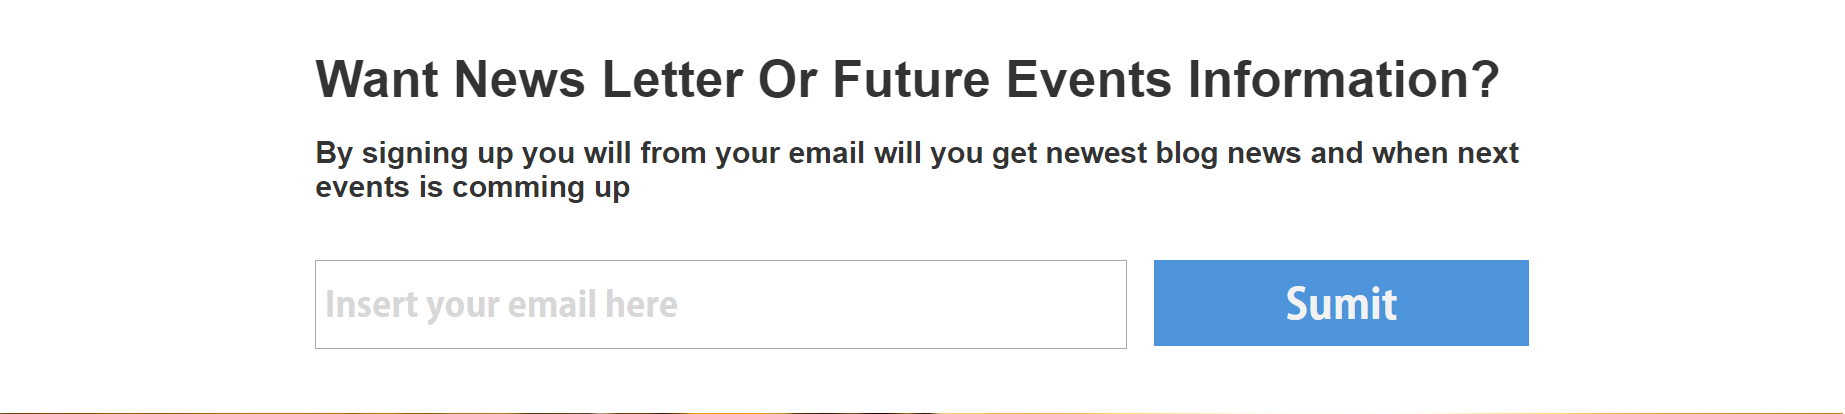 Want News Letter Or Future Events Information?
By signing up you will from your email will you get newest blog news and when next
events is comming up
Insert your email here
Sumit